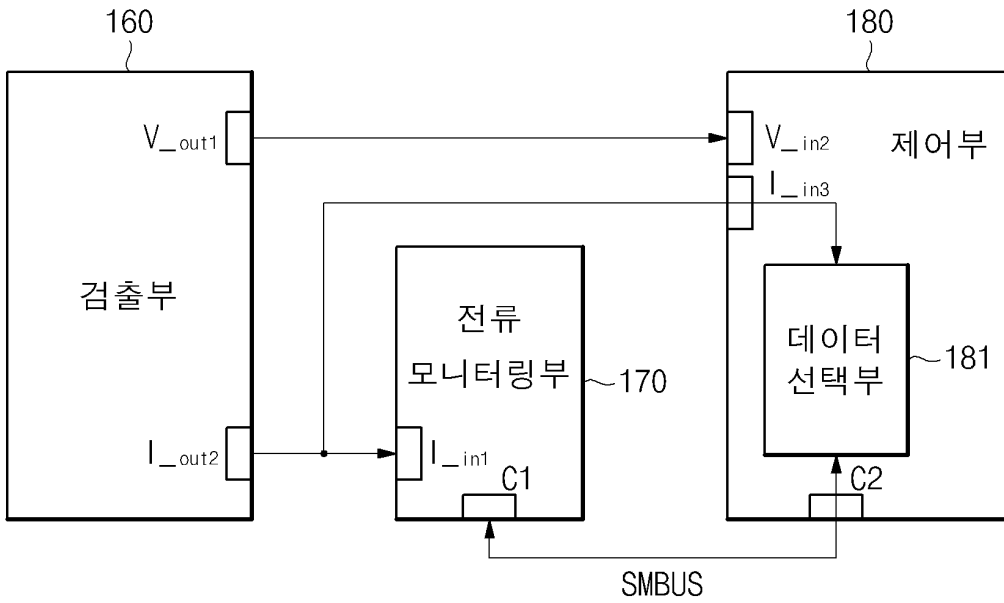 160
180
V_out1
V_in2
제어부
I_in3
검출부
전류
모니터링부
170
데이터
선택부
181
I_out2
I_in1
C1
C2
SMBUS